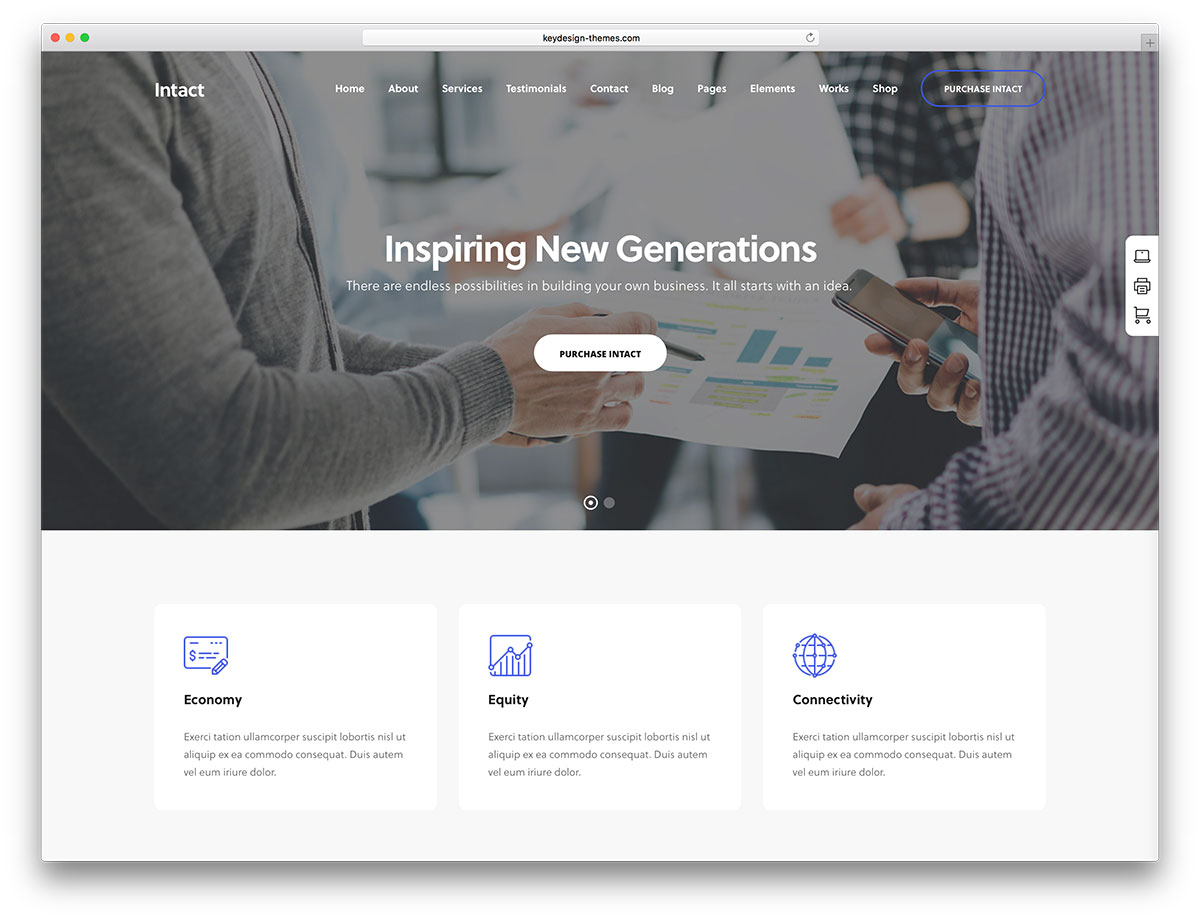 keydesign-themes.com
Intact
Home About Services Testimonials Contact Blog Pages Elements Works Shop PURCHASE INTACT
Inspiring New Generations
There are endless possibilities in building your own business. It all starts with an idea.
PURCHASE INTACT
Economy
Exerci tation ullamcorper suscipit lobortis nisl ut
aliquip ex ea commodo consequat. Duis autem
vel eum iriure dolor.
Equity
Exerci tation ullamcorper suscipit lobortis nisl ut
aliquip ex ea commodo consequat. Duis autem
vel eum iriure dolor.
Connectivity
Exerci tation ullamcorper suscipit lobortis nisl ut
aliquip ex ea commodo consequat. Duis autem
vel eum iriure dolor.